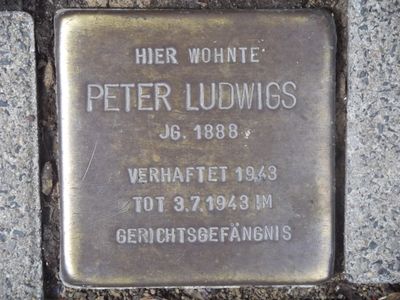 HIER WOHNTE
PETER LUDWIGS
JG. 1888
VERHAFTET 1943
TOT 3.7.1943 IM
GERICHTSGEFÄNGNIS